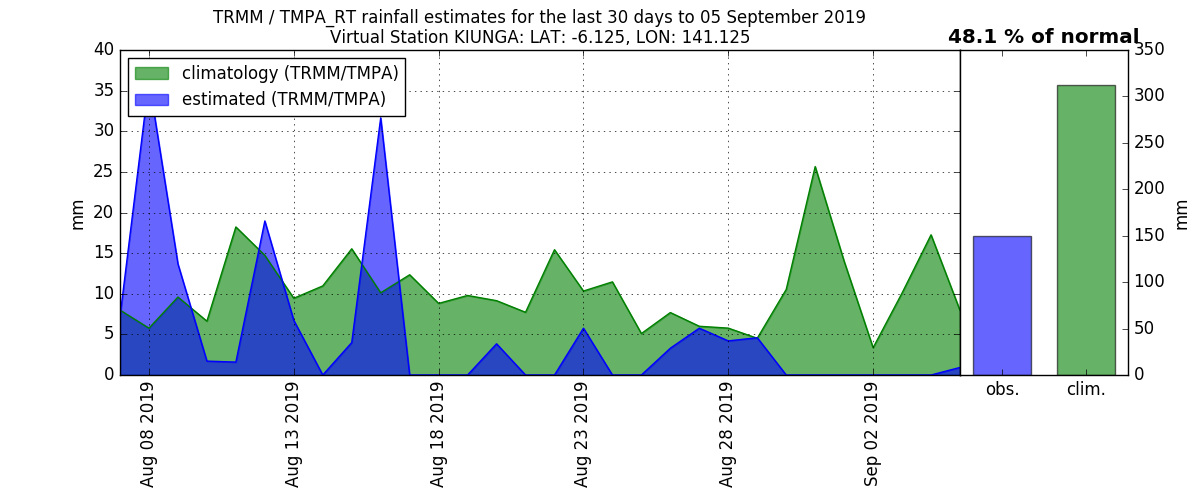 TRMM / TMPA_RT rainfall estimates for the last 30 days to 05 September 2019
Virtual Station KIUNGA: LAT: -6.125, LON: 141.125
48.1 % of normal
climatology (TRMM/TMPA)
estimated (TRMM/TMPA)
mm
40
35
30
25
20
15
10
5
0
Aug 08 2019
Aug 13 2019
Aug 18 2019
Aug 23 2019
Aug 28 2019
Sep 02 2019
350
300
250
200
150
100
50
0
mm
obs.
clim.